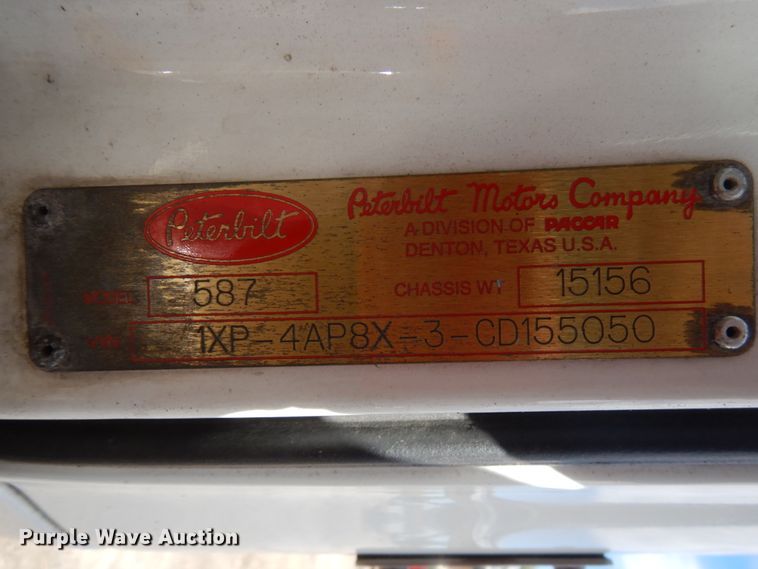 Peterbilt
Peterbilt Motors Company
A DIVISION OF PACCAR
DENTON, TEXAS U.S.A.
MODEL 587 CHASSIS WT 15156
VIN 1XP-4AP8X-3-CD155050
Purple Wave Auction